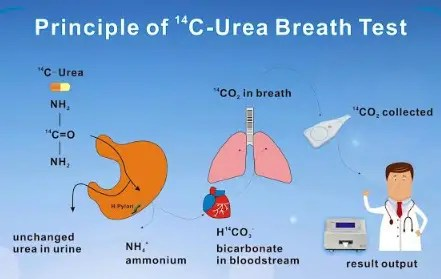 Principle of ¹⁴C-Urea Breath Test
¹⁴C-Urea
NH₂
¹⁴C=O
NH₂
H·Pylori
unchanged
urea in urine
NH₄⁺
ammonium
¹⁴CO₂ in breath
H¹⁴CO₃⁻
bicarbonate
in bloodstream
¹⁴CO₂ collected
result output